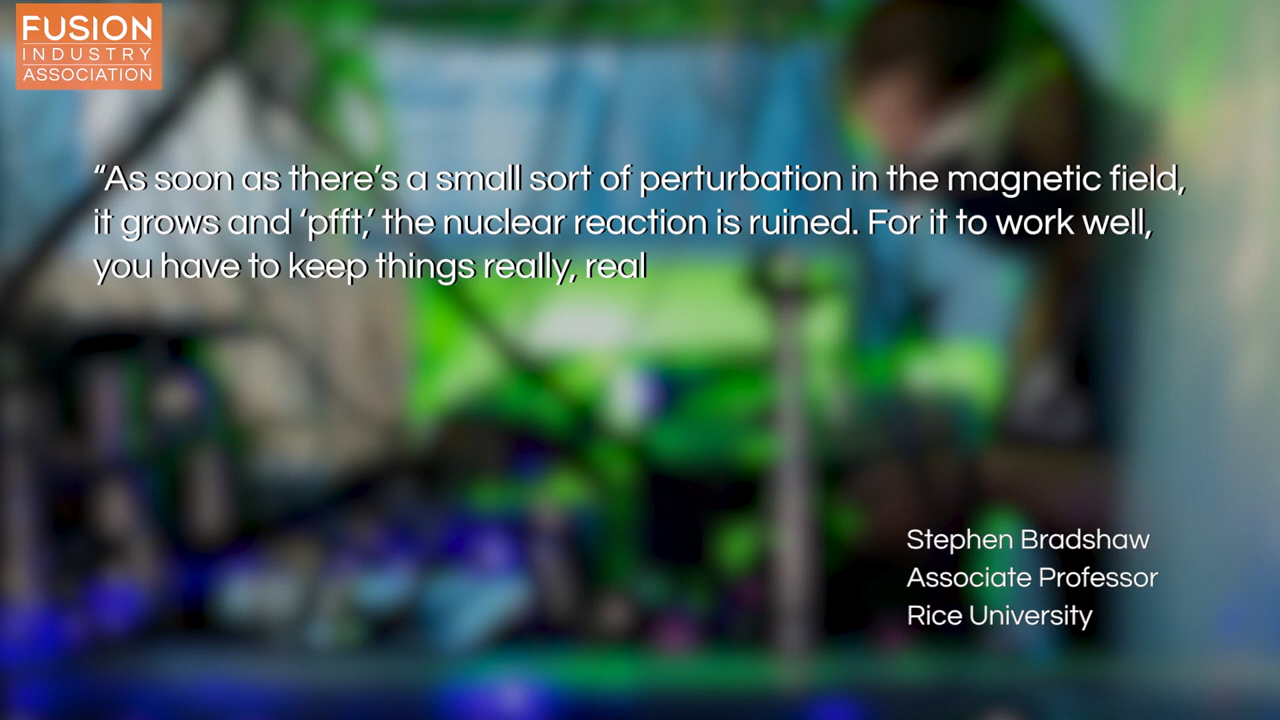 FUSION
INDUSTRY
ASSOCIATION
“As soon as there’s a small sort of perturbation in the magnetic field,
it grows and ‘pfft,’ the nuclear reaction is ruined. For it to work well,
you have to keep things really, real
Stephen Bradshaw
Associate Professor
Rice University